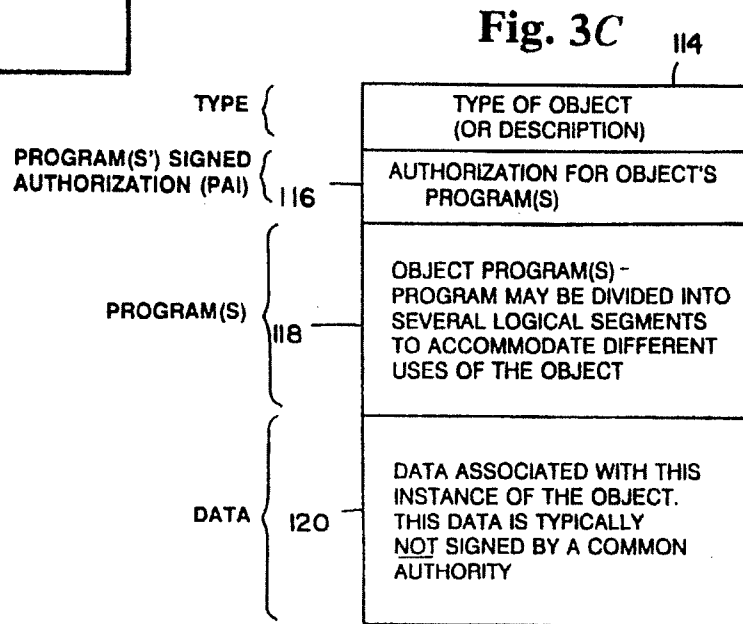 Fig. 3C
114
TYPE
TYPE OF OBJECT
(OR DESCRIPTION)
PROGRAM(S') SIGNED
AUTHORIZATION (PAI)
116
AUTHORIZATION FOR OBJECT'S
PROGRAM(S)
PROGRAM(S)
118
OBJECT PROGRAM(S) -
PROGRAM MAY BE DIVIDED INTO
SEVERAL LOGICAL SEGMENTS
TO ACCOMMODATE DIFFERENT
USES OF THE OBJECT
DATA
120
DATA ASSOCIATED WITH THIS
INSTANCE OF THE OBJECT.
THIS DATA IS TYPICALLY
NOT SIGNED BY A COMMON
AUTHORITY